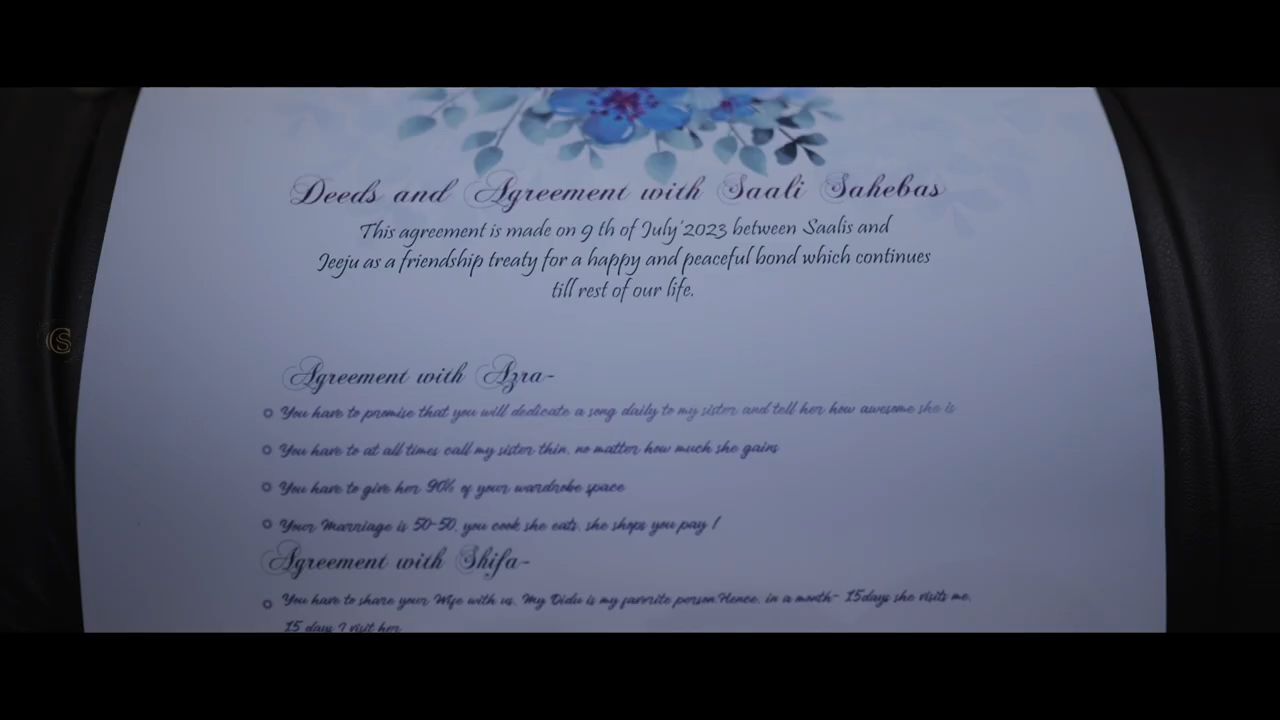 Deeds and Agreement with Saali Sahebas
This agreement is made on 9 th of July'2023 between Saalis and
Jeeju as a friendship treaty for a happy and peaceful bond which continues
till rest of our life.
Agreement with Azra-
You have to promise that you will dedicate a song daily to my sister and tell her how awesome she is
You have to at all times call my sister thin, no matter how much she gains
You have to give her 90% of your wardrobe space
Your Marriage is 50-50, you cook she eats, she shops you pay !
Agreement with Shifa-
You have to share your Wife with us. My Didu is my favorite person.Hence, in a month- 15days she visits me,
15 days I visit her